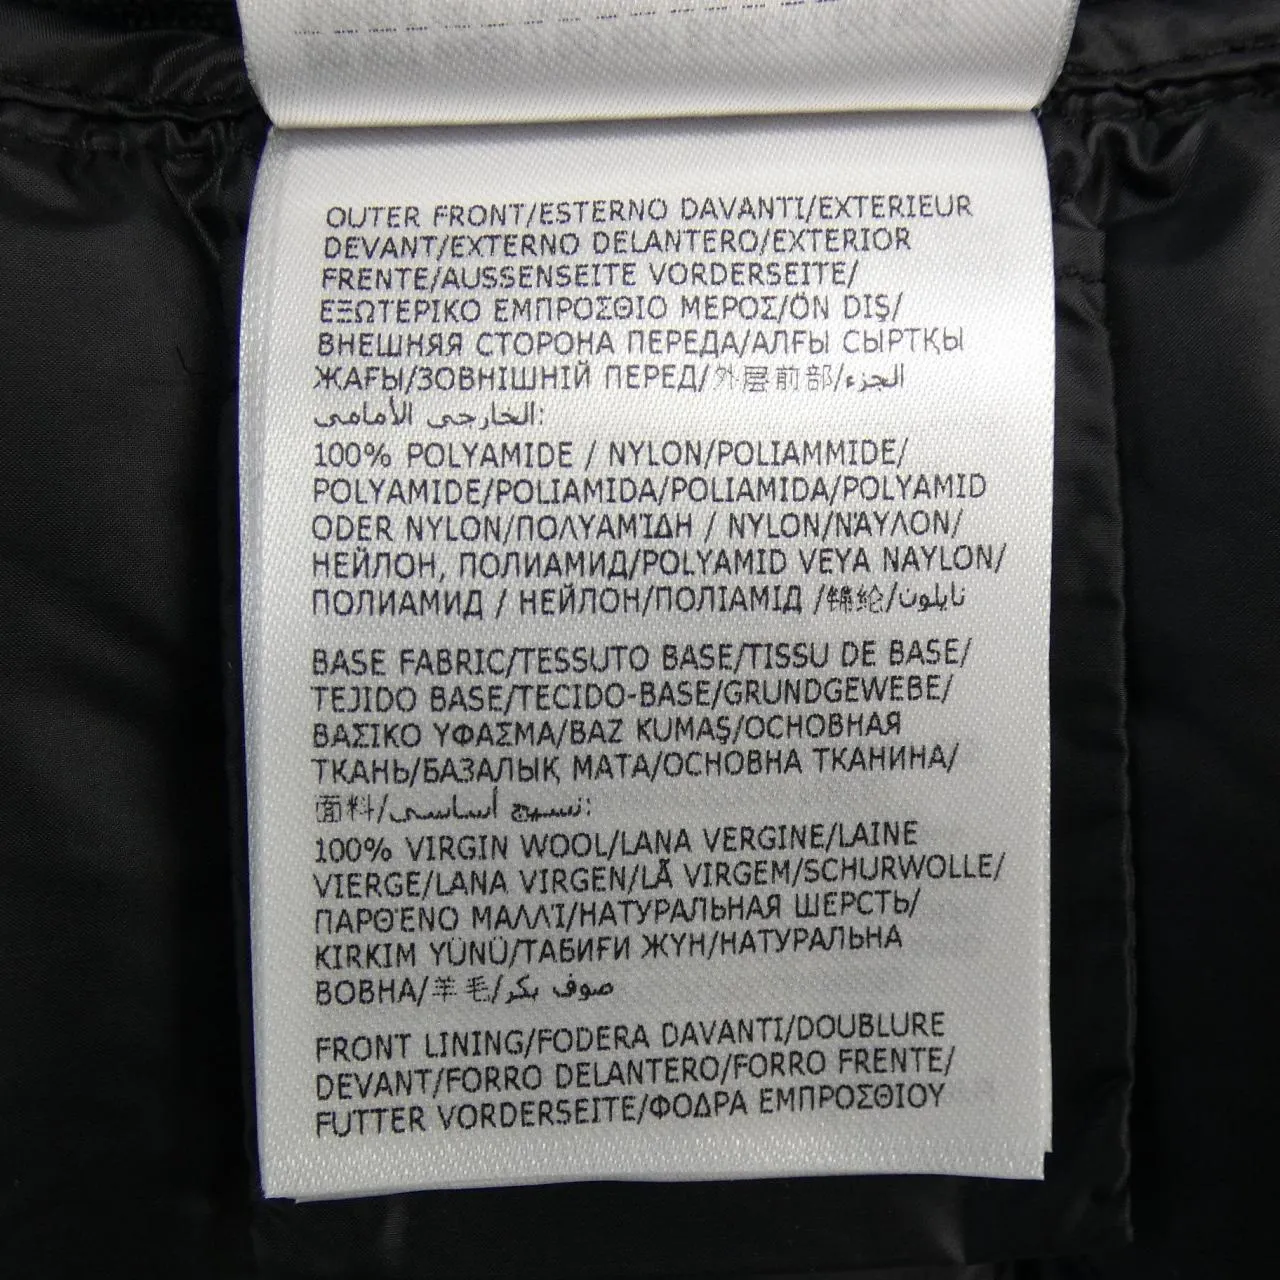 OUTER FRONT/ESTERNO DAVANTI/EXTERIEUR
DEVANT/EXTERNO DELANTERO/EXTERIOR
FRENTE/AUSSENSEITE VORDERSEITE/
ΕΞΩΤΕΡΙΚΟ ΕΜΠΡΟΣΘΙΟ ΜΕΡΟΣ/ÖN DIŞ/
ВНЕШНЯЯ СТОРОНА ПЕРЕДА/АЛҒЫ СЫРТҚЫ
ЖАҒЫ/ЗОВНІШНІЙ ПЕРЕД/外层前部/الجزء
الخارجي الأمامي:
100% POLYAMIDE / NYLON/POLIAMMIDE/
POLYAMIDE/POLIAMIDA/POLIAMIDA/POLYAMID
ODER NYLON/ΠΟΛΥΑΜΊΔΗ / NYLON/ΝΆΥΛΟΝ/
НЕЙЛОН, ПОЛИАМИД/POLYAMID VEYA NAYLON/
ПОЛИАМИД / НЕЙЛОН/ПОЛІАМІД /锦纶/نايلون
BASE FABRIC/TESSUTO BASE/TISSU DE BASE/
TEJIDO BASE/TECIDO-BASE/GRUNDGEWEBE/
ΒΑΣΙΚΟ ΥΦΑΣΜΑ/BAZ KUMAŞ/ОСНОВНАЯ
ТКАНЬ/БАЗАЛЫҚ МАТА/ОСНОВНА ТКАНИНА/
面料/نسيج أساسي:
100% VIRGIN WOOL/LANA VERGINE/LAINE
VIERGE/LANA VIRGEN/LÃ VIRGEM/SCHURWOLLE/
ΠΑΡΘΈΝΟ ΜΑΛΛΊ/НАТУРАЛЬНАЯ ШЕРСТЬ/
KIRKIM YÜNÜ/ТАБИҒИ ЖҮН/НАТУРАЛЬНА
ВОВНА/羊毛/صوف بكر
FRONT LINING/FODERA DAVANTI/DOUBLURE
DEVANT/FORRO DELANTERO/FORRO FRENTE/
FUTTER VORDERSEITE/ΦΟΔΡΑ ΕΜΠΡΟΣΘΙΟΥ